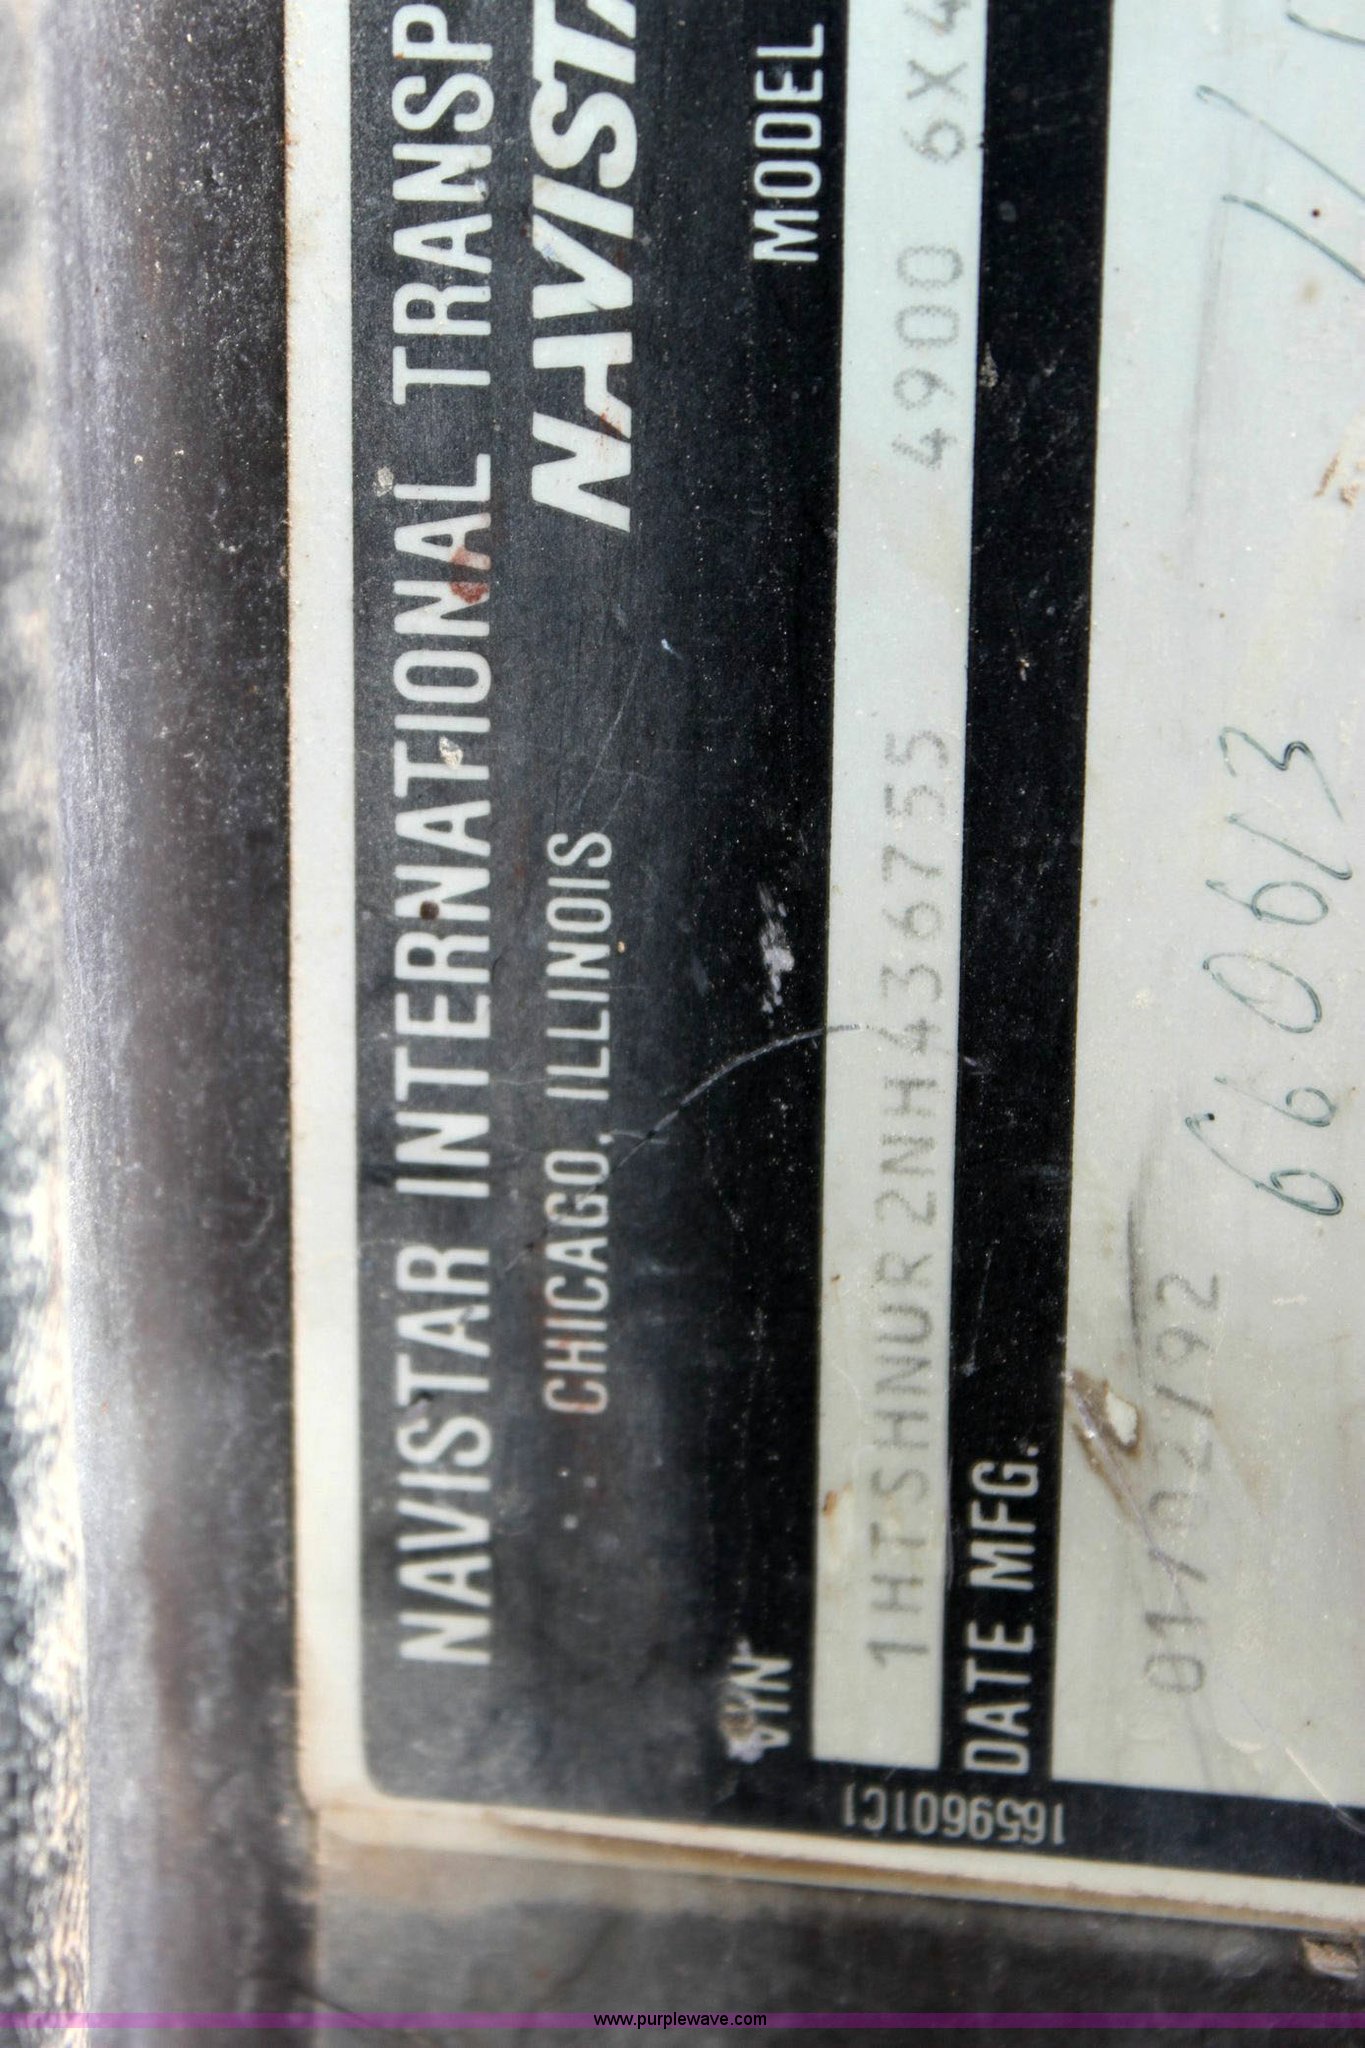 NAVISTAR INTERNATIONAL TRANSP
CHICAGO, ILLINOIS NAVISTA
VIN MODEL
1HTSHNUR2NH436755 4900 6X4
DATE MFG.
01/02/92
660613
1659601C1
www.purplewave.com